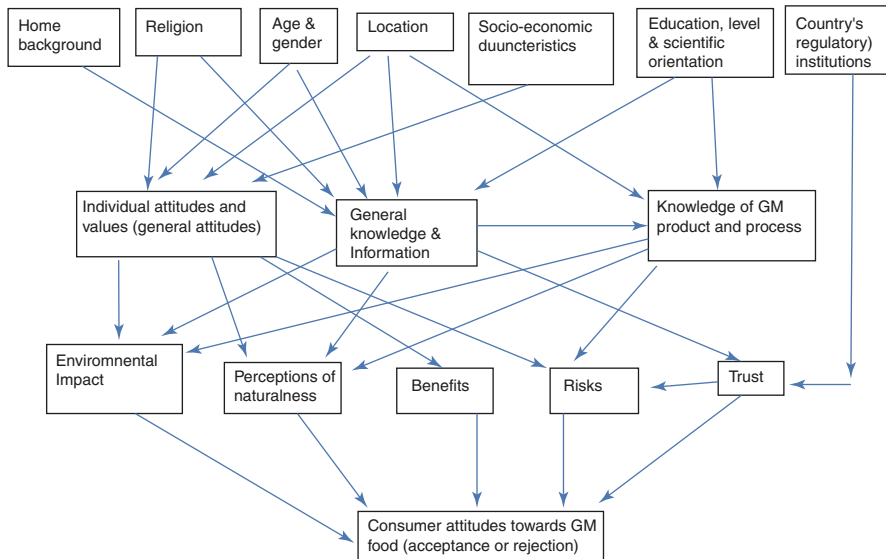 Home
background
Religion
Age &
gender
Location
Socio-economic
duuncteristics
Education, level
& scientific
orientation
Country's
regulatory)
institutions
Individual attitudes and
values (general attitudes)
General
knowledge &
Information
Knowledge of GM
product and process
Enviromnental
Impact
Perceptions of
naturalness
Benefits
Risks
Trust
Consumer attitudes towards GM
food (acceptance or rejection)